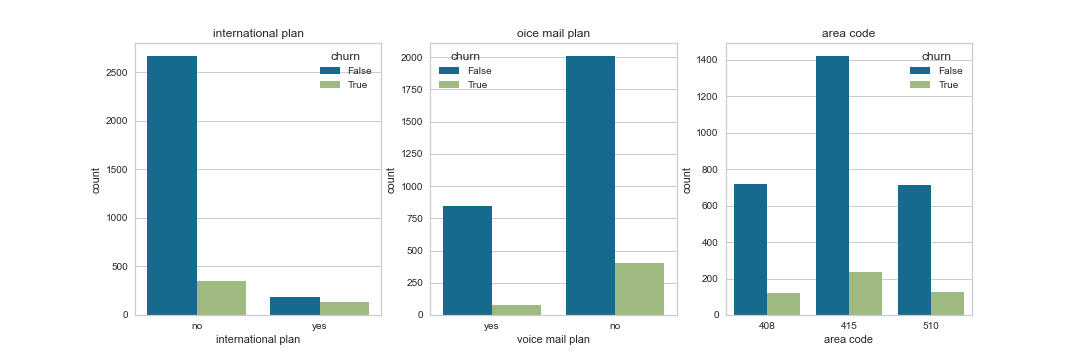 international plan
churn
False
True
2500
2000
1500
1000
500
0
count
no yes
international plan
oice mail plan
churn
False
True
2000
1750
1500
1250
1000
750
500
250
0
count
yes no
voice mail plan
area code
churn
False
True
1400
1200
1000
800
600
400
200
0
count
408 415 510
area code